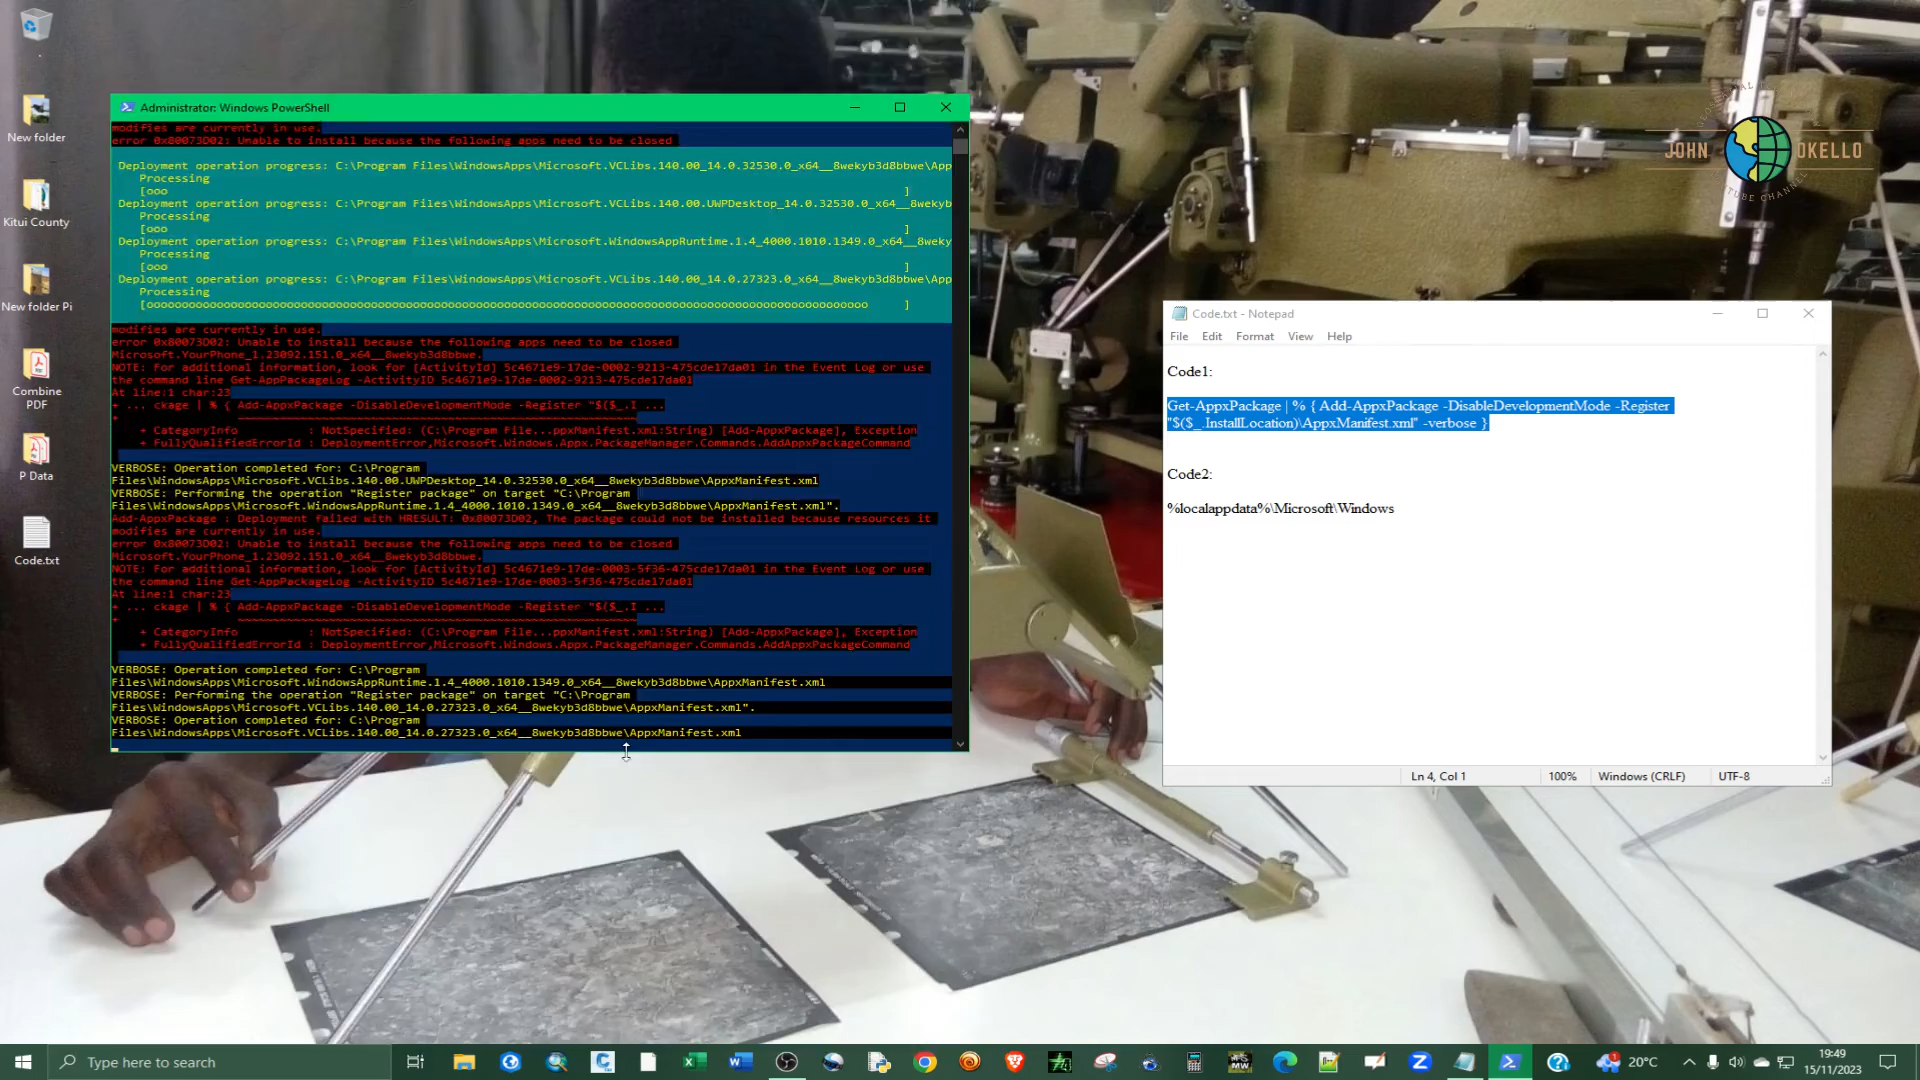 New folder
Kitui County
New folder Pi
Combine
PDF
P Data
Code.txt
Administrator: Windows PowerShell
modifies are currently in use.
error 0x80073D02: Unable to install because the following apps need to be closed
Deployment operation progress: C:\Program Files\WindowsApps\Microsoft.VCLibs.140.00_14.0.32530.0_x64__8wekyb3d8bbwe\App
Processing
[ooo ]
Deployment operation progress: C:\Program Files\WindowsApps\Microsoft.VCLibs.140.00.UWPDesktop_14.0.32530.0_x64__8wekyb
Processing
[ooo ]
Deployment operation progress: C:\Program Files\WindowsApps\Microsoft.WindowsAppRuntime.1.4_4000.1010.1349.0_x64__8weky
Processing
[ooo ]
Deployment operation progress: C:\Program Files\WindowsApps\Microsoft.VCLibs.140.00_14.0.27323.0_x64__8wekyb3d8bbwe\App
Processing
[ooooooooooooooooooooooooooooooooooooooooooooooooooooooooooooooooooooooooooooooooooooooooooooooooooooooo ]
modifies are currently in use.
error 0x80073D02: Unable to install because the following apps need to be closed
Microsoft.YourPhone_1.23092.151.0_x64__8wekyb3d8bbwe.
NOTE: For additional information, look for [ActivityId] 5c4671e9-17de-0002-9213-475cde17da01 in the Event Log or use
the command line Get-AppPackageLog -ActivityID 5c4671e9-17de-0002-9213-475cde17da01
At line:1 char:23
+ ... ckage | % { Add-AppxPackage -DisableDevelopmentMode -Register "$($_.I ...
+ ~~~~~~~~~~~~~~~~~~~~~~~~~~~~~~~~~~~~~~~~~~~~~~~~~~~~~~~~~
+ CategoryInfo : NotSpecified: (C:\Program File...ppxManifest.xml:String) [Add-AppxPackage], Exception
+ FullyQualifiedErrorId : DeploymentError,Microsoft.Windows.Appx.PackageManager.Commands.AddAppxPackageCommand
VERBOSE: Operation completed for: C:\Program
Files\WindowsApps\Microsoft.VCLibs.140.00.UWPDesktop_14.0.32530.0_x64__8wekyb3d8bbwe\AppxManifest.xml
VERBOSE: Performing the operation "Register package" on target "C:\Program
Files\WindowsApps\Microsoft.WindowsAppRuntime.1.4_4000.1010.1349.0_x64__8wekyb3d8bbwe\AppxManifest.xml".
Add-AppxPackage : Deployment failed with HRESULT: 0x80073D02, The package could not be installed because resources it
modifies are currently in use.
error 0x80073D02: Unable to install because the following apps need to be closed
Microsoft.YourPhone_1.23092.151.0_x64__8wekyb3d8bbwe.
NOTE: For additional information, look for [ActivityId] 5c4671e9-17de-0003-5f36-475cde17da01 in the Event Log or use
the command line Get-AppPackageLog -ActivityID 5c4671e9-17de-0003-5f36-475cde17da01
At line:1 char:23
+ ... ckage | % { Add-AppxPackage -DisableDevelopmentMode -Register "$($_.I ...
+ ~~~~~~~~~~~~~~~~~~~~~~~~~~~~~~~~~~~~~~~~~~~~~~~~~~~~~~~~~
+ CategoryInfo : NotSpecified: (C:\Program File...ppxManifest.xml:String) [Add-AppxPackage], Exception
+ FullyQualifiedErrorId : DeploymentError,Microsoft.Windows.Appx.PackageManager.Commands.AddAppxPackageCommand
VERBOSE: Operation completed for: C:\Program
Files\WindowsApps\Microsoft.WindowsAppRuntime.1.4_4000.1010.1349.0_x64__8wekyb3d8bbwe\AppxManifest.xml
VERBOSE: Performing the operation "Register package" on target "C:\Program
Files\WindowsApps\Microsoft.VCLibs.140.00_14.0.27323.0_x64__8wekyb3d8bbwe\AppxManifest.xml".
VERBOSE: Operation completed for: C:\Program
Files\WindowsApps\Microsoft.VCLibs.140.00_14.0.27323.0_x64__8wekyb3d8bbwe\AppxManifest.xml
JOHN OKELLO
CHANNEL
Code.txt - Notepad
File Edit Format View Help
Code1:
Get-AppxPackage | % { Add-AppxPackage -DisableDevelopmentMode -Register
"$($_.InstallLocation)\AppxManifest.xml" -verbose }
Code2:
%localappdata%\Microsoft\Windows
Ln 4, Col 1 100% Windows (CRLF) UTF-8
Type here to search
20°C
19:49
15/11/2023